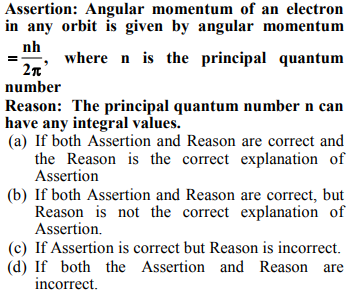 Assertion: Angular momentum of an electron
in any orbit is given by angular momentum
= nh/2π, where n is the principal quantum
number
Reason: The principal quantum number n can
have any integral values.
(a) If both Assertion and Reason are correct and
the Reason is the correct explanation of
Assertion
(b) If both Assertion and Reason are correct, but
Reason is not the correct explanation of
Assertion.
(c) If Assertion is correct but Reason is incorrect.
(d) If both the Assertion and Reason are
incorrect.